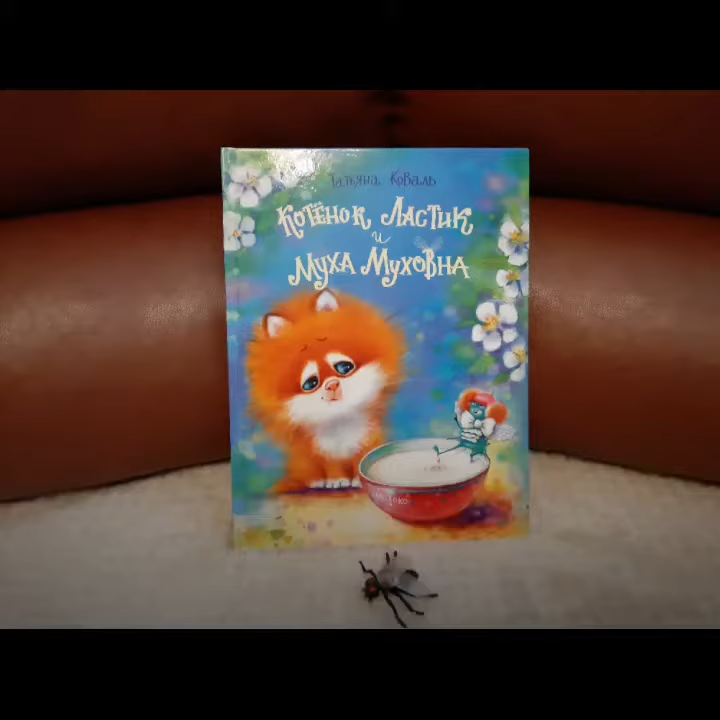 Татьяна Коваль
Котёнок Ластик
и
Муха Муховна